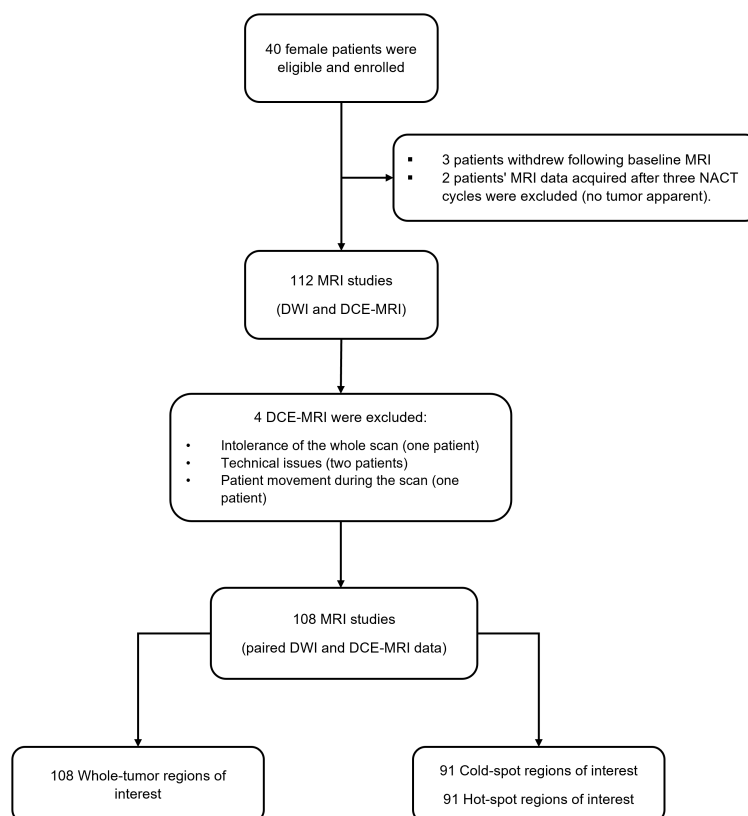 40 female patients were
eligible and enrolled
▪ 3 patients withdrew following baseline MRI
▪ 2 patients' MRI data acquired after three NACT
cycles were excluded (no tumor apparent).
112 MRI studies
(DWI and DCE-MRI)
4 DCE-MRI were excluded:
• Intolerance of the whole scan (one patient)
• Technical issues (two patients)
• Patient movement during the scan (one
patient)
108 MRI studies
(paired DWI and DCE-MRI data)
108 Whole-tumor regions of
interest
91 Cold-spot regions of interest
91 Hot-spot regions of interest